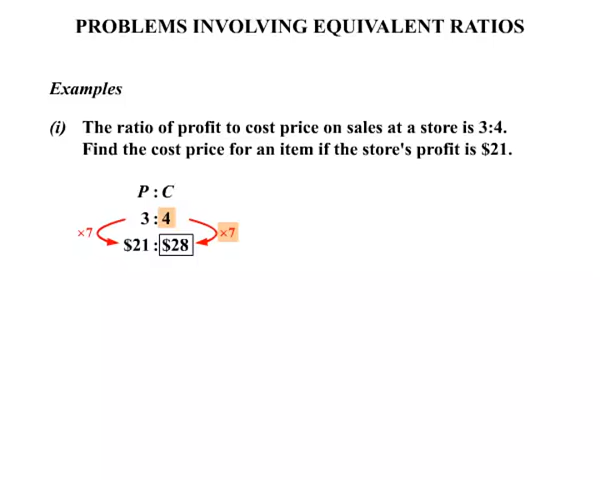 PROBLEMS INVOLVING EQUIVALENT RATIOS
Examples
(i) The ratio of profit to cost price on sales at a store is 3:4.
Find the cost price for an item if the store's profit is $21.
P : C
3 : 4
×7 ×7
$21 : $28